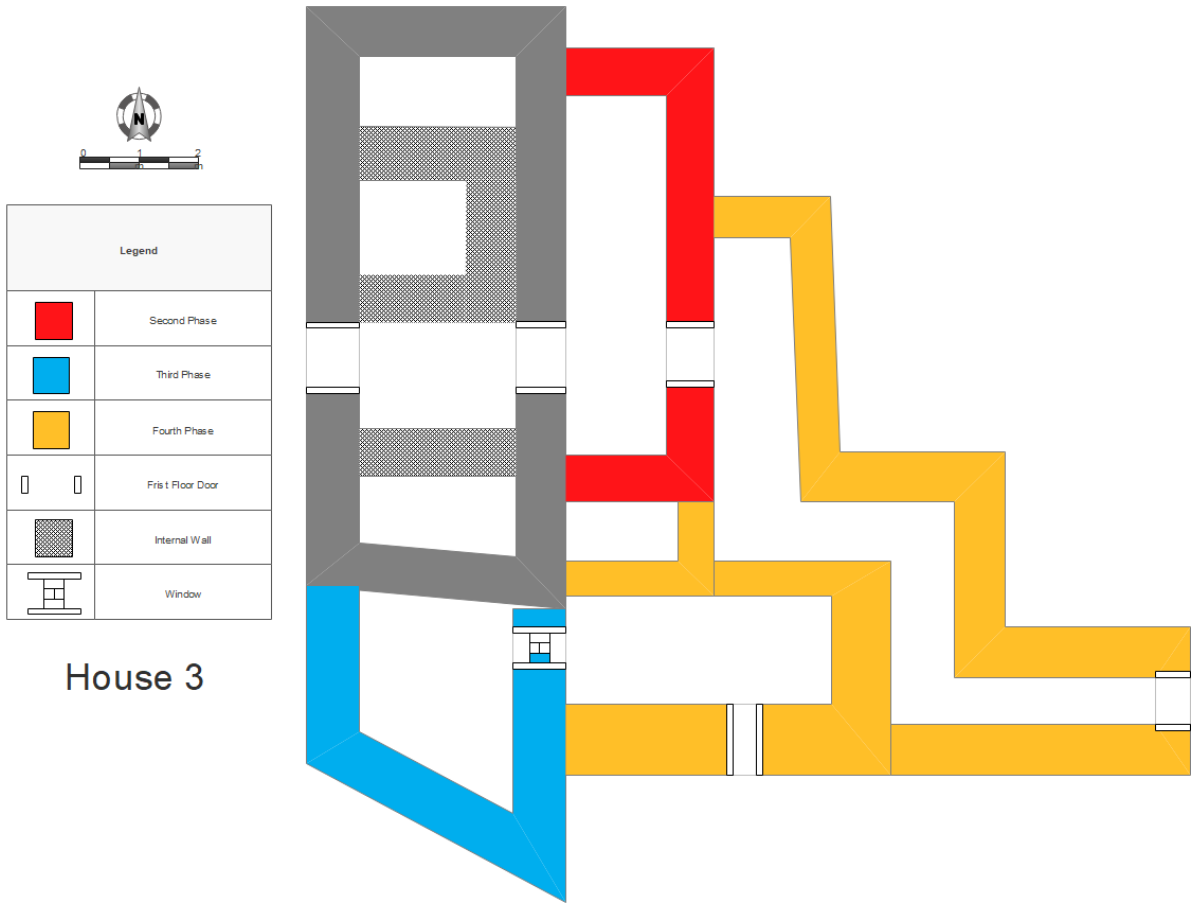 N
0 1 2
m m
Legend
Second Phase
Third Phase
Fourth Phase
Frist Floor Door
Internal Wall
Window
House 3